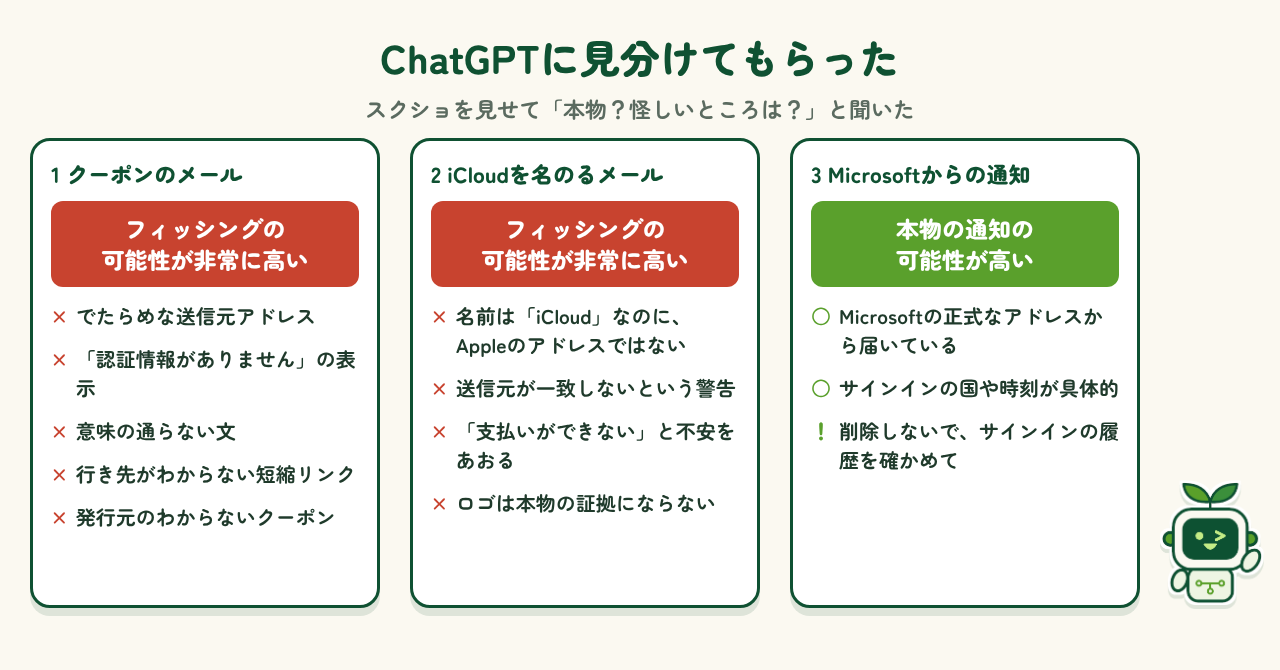 ChatGPTに見分けてもらった
スクショを見せて「本物？怪しいところは？」と聞いた
1 クーポンのメール
フィッシングの
可能性が非常に高い
× でたらめな送信元アドレス
× 「認証情報がありません」の表
示
× 意味の通らない文
× 行き先がわからない短縮リンク
× 発行元のわからないクーポン
2 iCloudを名のるメール
フィッシングの
可能性が非常に高い
× 名前は「iCloud」なのに、
Appleのアドレスではない
× 送信元が一致しないという警告
× 「支払いができない」と不安を
あおる
× ロゴは本物の証拠にならない
3 Microsoftからの通知
本物の通知の
可能性が高い
○ Microsoftの正式なアドレスか
ら届いている
○ サインインの国や時刻が具体的
! 削除しないで、サインインの履
歴を確かめて